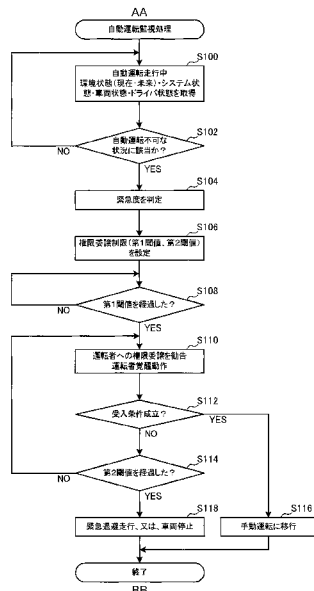 AA
自動運転監視処理
S100
自動運転走行中
環境状態(現在・未来)・システム状
態・車両状態・ドライバ状態を取得
S102
自動運転不可な
状況に該当か?
NO
YES
S104
緊急度を判定
S106
権限委譲制限(第1閾値、第2閾値)
を設定
S108
第1閾値を経過した?
NO
YES
S110
運転者への権限委譲を勧告
運転者覚醒動作
S112
受入条件成立?
YES
NO
S114
第2閾値を経過した?
NO
YES
S118
緊急退避走行、又は、車両停止
S116
手動運転に移行
終了
BB